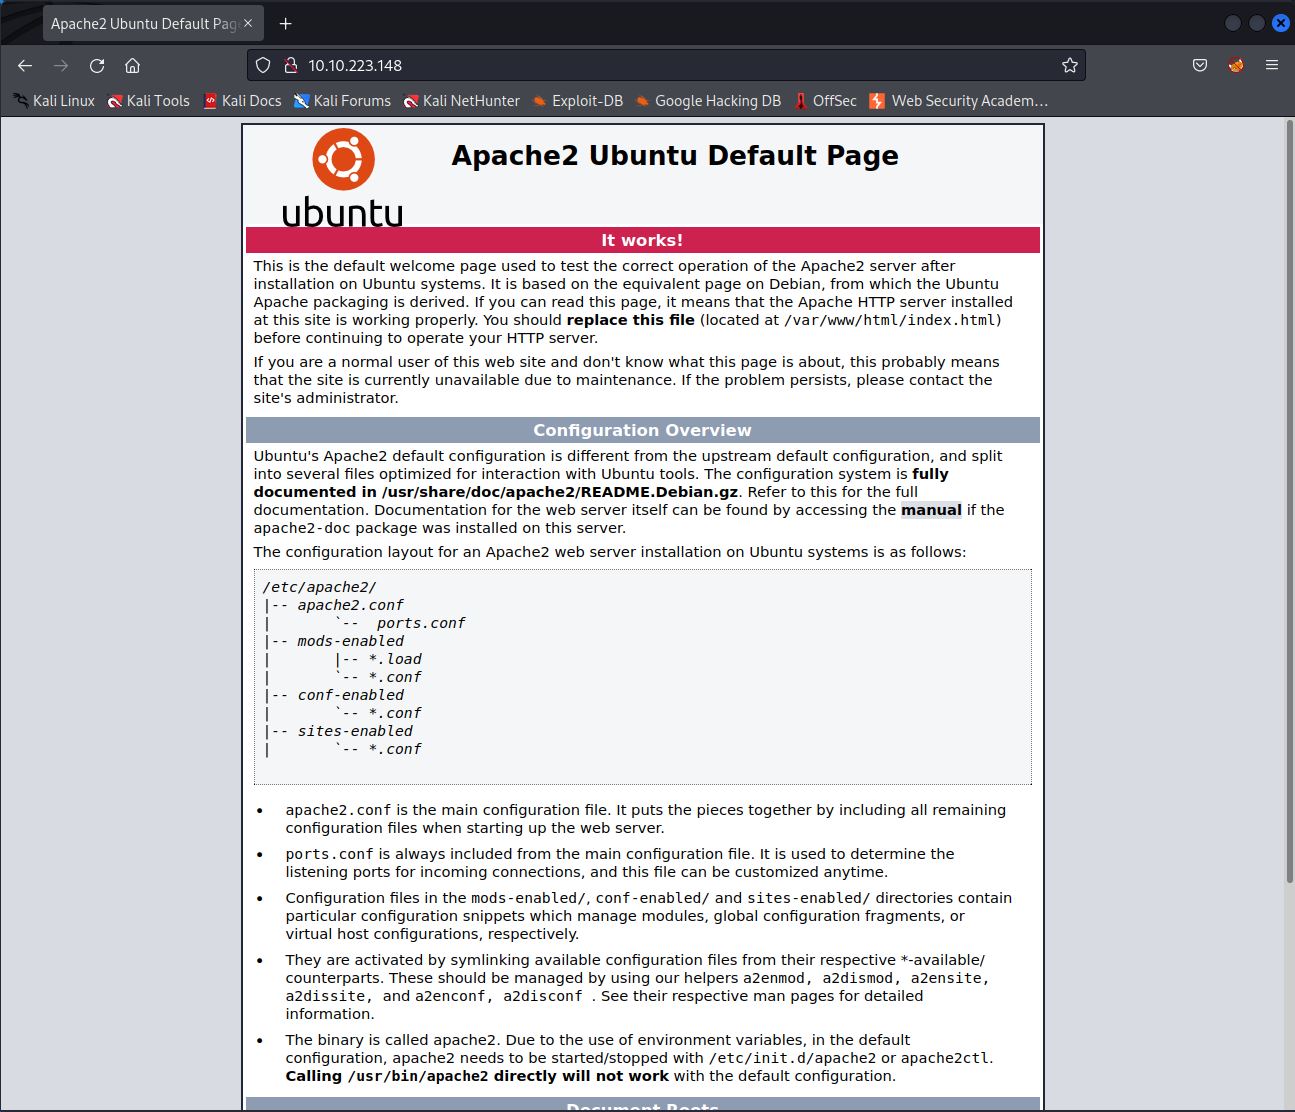 Apache2 Ubuntu Default Pag
10.10.223.148
Kali Linux Kali Tools Kali Docs Kali Forums Kali NetHunter Exploit-DB Google Hacking DB OffSec Web Security Academ…
ubuntu
Apache2 Ubuntu Default Page
It works!
This is the default welcome page used to test the correct operation of the Apache2 server after
installation on Ubuntu systems. It is based on the equivalent page on Debian, from which the Ubuntu
Apache packaging is derived. If you can read this page, it means that the Apache HTTP server installed
at this site is working properly. You should replace this file (located at /var/www/html/index.html)
before continuing to operate your HTTP server.
If you are a normal user of this web site and don't know what this page is about, this probably means
that the site is currently unavailable due to maintenance. If the problem persists, please contact the
site's administrator.
Configuration Overview
Ubuntu's Apache2 default configuration is different from the upstream default configuration, and split
into several files optimized for interaction with Ubuntu tools. The configuration system is fully
documented in /usr/share/doc/apache2/README.Debian.gz. Refer to this for the full
documentation. Documentation for the web server itself can be found by accessing the manual if the
apache2-doc package was installed on this server.
The configuration layout for an Apache2 web server installation on Ubuntu systems is as follows:
/etc/apache2/
|-- apache2.conf
|       `--  ports.conf
|-- mods-enabled
|       |-- *.load
|       `-- *.conf
|-- conf-enabled
|       `-- *.conf
|-- sites-enabled
|       `-- *.conf
• apache2.conf is the main configuration file. It puts the pieces together by including all remaining
configuration files when starting up the web server.
• ports.conf is always included from the main configuration file. It is used to determine the
listening ports for incoming connections, and this file can be customized anytime.
• Configuration files in the mods-enabled/, conf-enabled/ and sites-enabled/ directories contain
particular configuration snippets which manage modules, global configuration fragments, or
virtual host configurations, respectively.
• They are activated by symlinking available configuration files from their respective *-available/
counterparts. These should be managed by using our helpers a2enmod, a2dismod, a2ensite,
a2dissite, and a2enconf, a2disconf . See their respective man pages for detailed
information.
• The binary is called apache2. Due to the use of environment variables, in the default
configuration, apache2 needs to be started/stopped with /etc/init.d/apache2 or apache2ctl.
Calling /usr/bin/apache2 directly will not work with the default configuration.
Document Roots